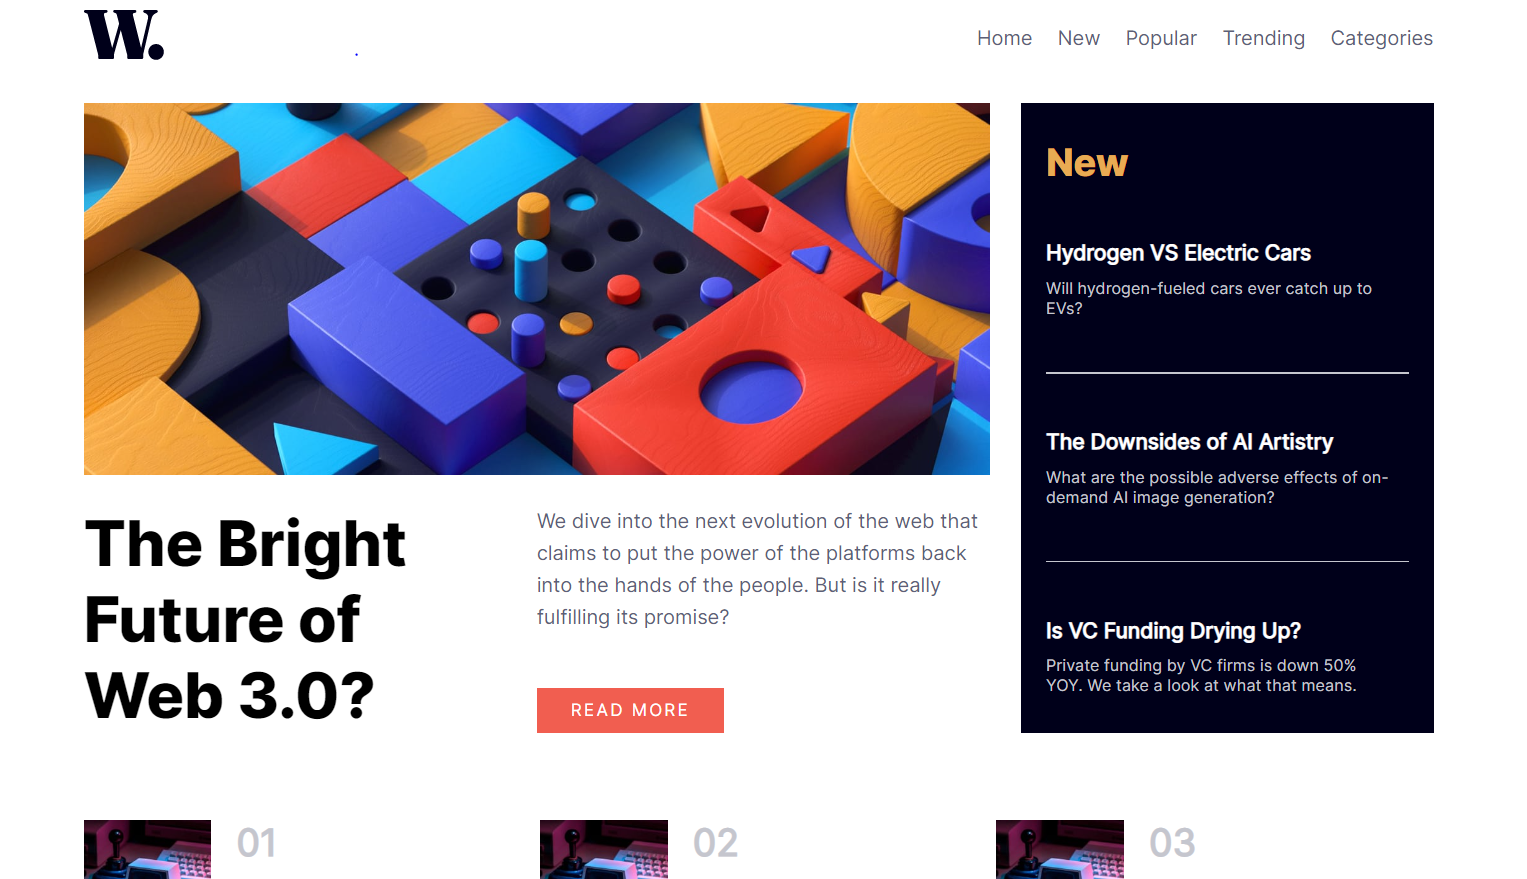 W.
Home New Popular Trending Categories
New
Hydrogen VS Electric Cars
Will hydrogen-fueled cars ever catch up to
EVs?
The Downsides of AI Artistry
What are the possible adverse effects of on-
demand AI image generation?
Is VC Funding Drying Up?
Private funding by VC firms is down 50%
YOY. We take a look at what that means.
The Bright
Future of
Web 3.0?
We dive into the next evolution of the web that
claims to put the power of the platforms back
into the hands of the people. But is it really
fulfilling its promise?
READ MORE
01
02
03